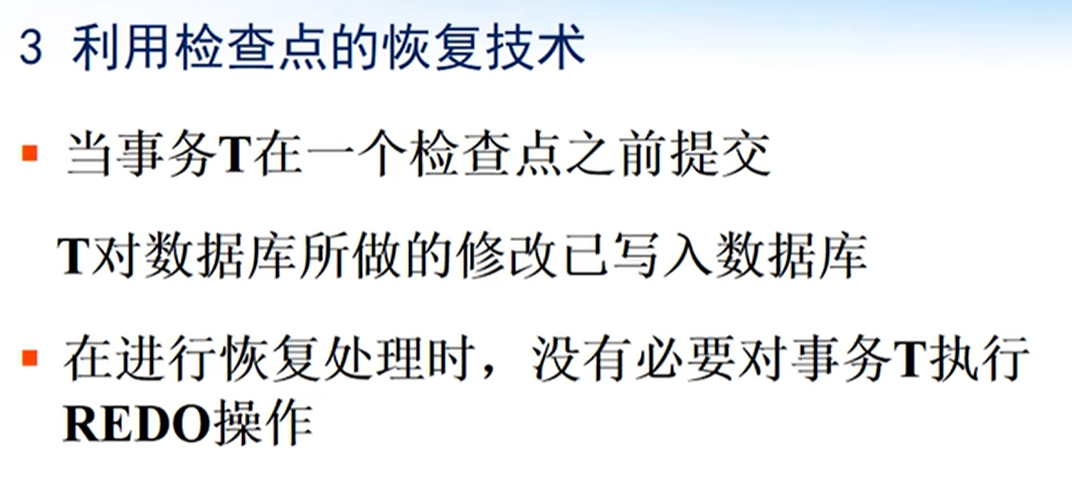 3 利用检查点的恢复技术
当事务T在一个检查点之前提交
T对数据库所做的修改已写入数据库
在进行恢复处理时，没有必要对事务T执行
REDO操作